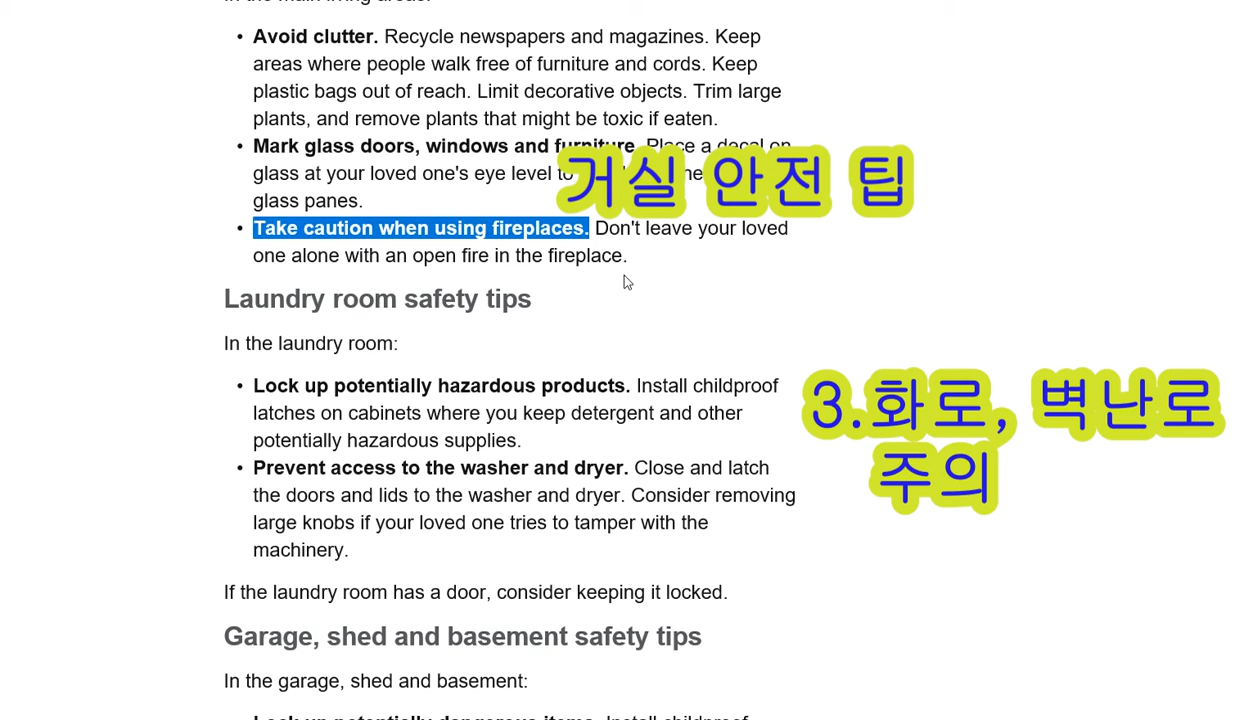 • Avoid clutter. Recycle newspapers and magazines. Keep
areas where people walk free of furniture and cords. Keep
plastic bags out of reach. Limit decorative objects. Trim large
plants, and remove plants that might be toxic if eaten.
• Mark glass doors, windows and furniture. Place a decal on
glass at your loved one's eye level to
glass panes.
거실 안전 팁
• Take caution when using fireplaces. Don't leave your loved
one alone with an open fire in the fireplace.
Laundry room safety tips
In the laundry room:
• Lock up potentially hazardous products. Install childproof
latches on cabinets where you keep detergent and other
potentially hazardous supplies.
3.화로, 벽난로
주의
• Prevent access to the washer and dryer. Close and latch
the doors and lids to the washer and dryer. Consider removing
large knobs if your loved one tries to tamper with the
machinery.
If the laundry room has a door, consider keeping it locked.
Garage, shed and basement safety tips
In the garage, shed and basement: